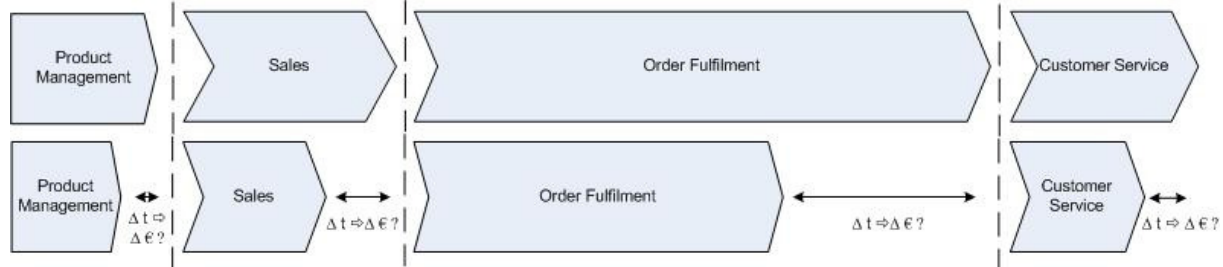 Product
Management
Sales
Order Fulfilment
Customer Service
Product
Management
Δ t ⇨
Δ € ?
Sales
Δ t ⇨Δ € ?
Order Fulfilment
Δ t ⇨Δ € ?
Customer
Service
Δ t ⇨ Δ € ?